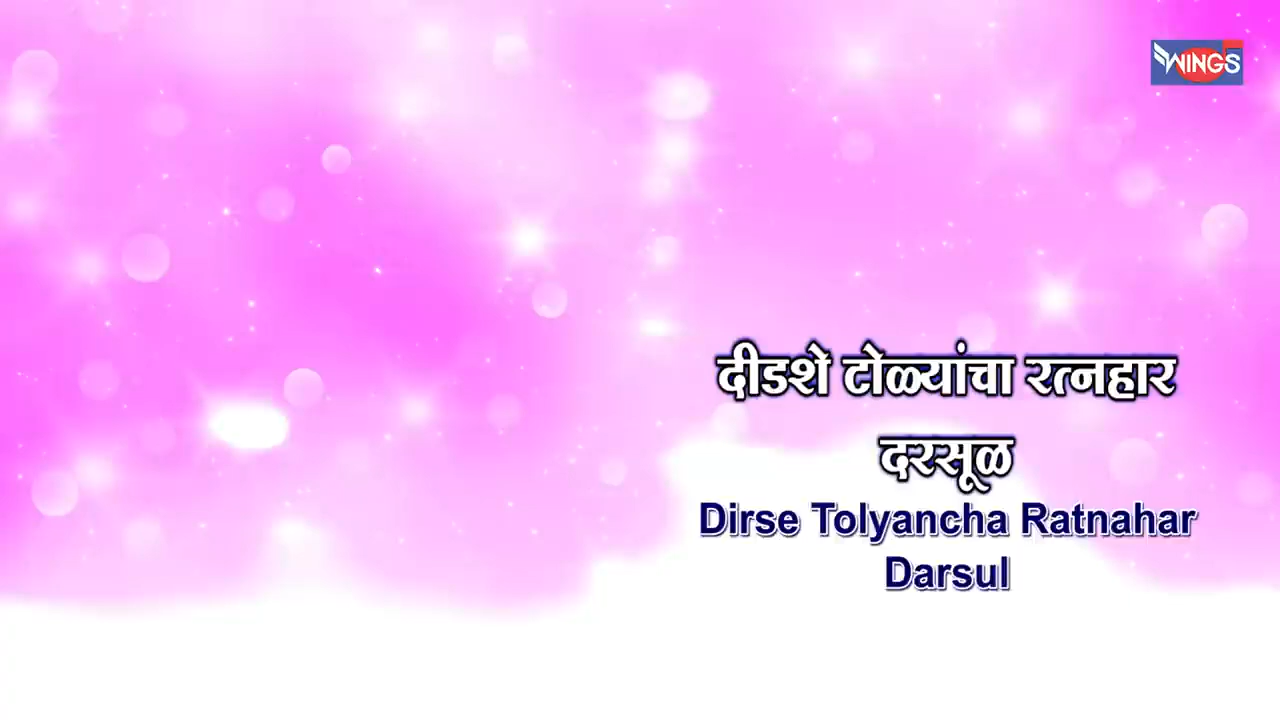 WINGS
दीडशे टोळ्यांचा रत्नहार
दरसूळ
Dirse Tolyancha Ratnahar
Darsul